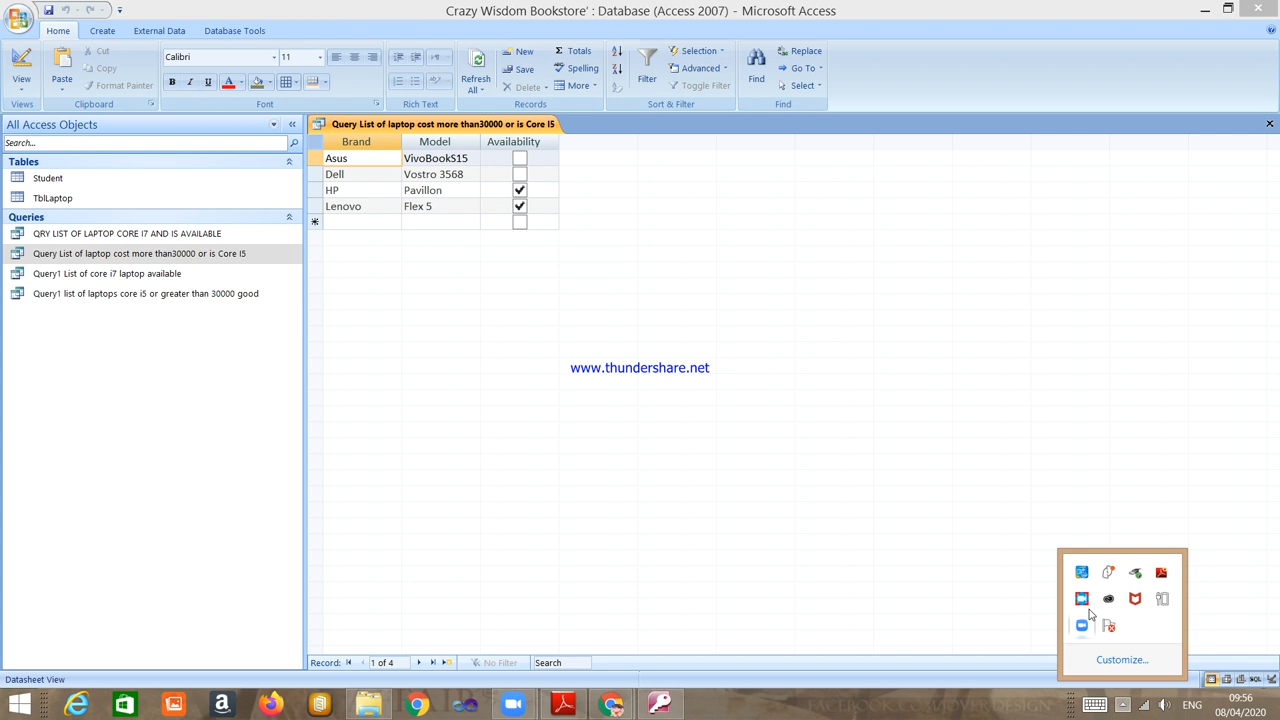 Crazy Wisdom Bookstore' : Database (Access 2007) - Microsoft Access
Home Create External Data Database Tools
View
Views
Paste
Cut
Copy
Format Painter
Clipboard
Calibri 11
B I U A
Font
Rich Text
Refresh
All
New
Save
Delete
Totals
Spelling
More
Records
Filter
Selection
Advanced
Toggle Filter
Sort & Filter
Find
Replace
Go To
Select
Find
All Access Objects
Search...
Tables
Student
TblLaptop
Queries
QRY LIST OF LAPTOP CORE I7 AND IS AVAILABLE
Query List of laptop cost more than30000 or is Core I5
Query1 List of core i7 laptop available
Query1 list of laptops core i5 or greater than 30000 good
Query List of laptop cost more than30000 or is Core I5
Brand Model Availability
Asus VivoBookS15
Dell Vostro 3568
HP Pavillon
Lenovo Flex 5
www.thundershare.net
Customize...
Record: 1 of 4 No Filter Search
Datasheet View
SQL
09:56
08/04/2020